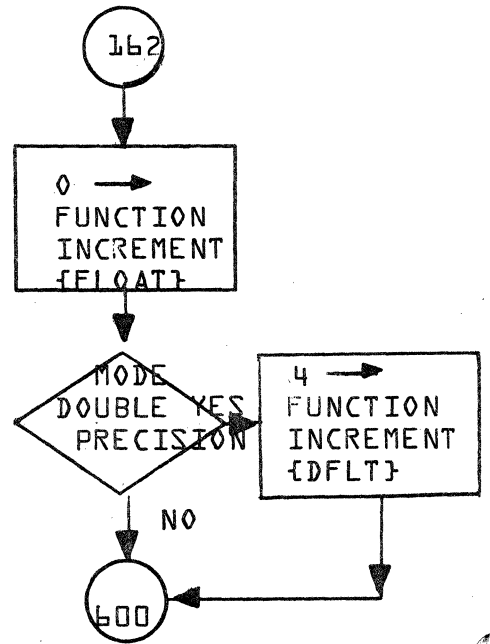 162
0 →
FUNCTION
INCREMENT
{FLOAT}
MODE
DOUBLE YES
PRECISION
4 →
FUNCTION
INCREMENT
{DFLT}
NO
600